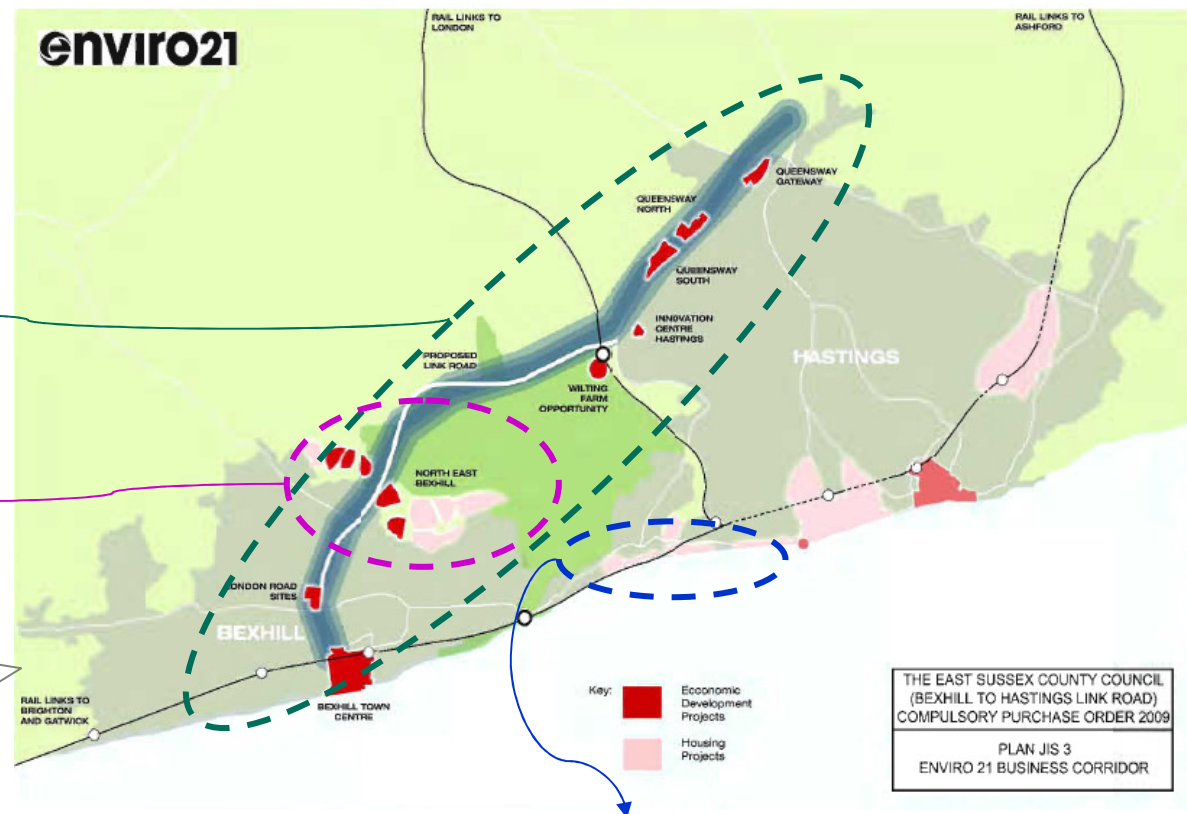 enviro21
RAIL LINKS TO
LONDON
RAIL LINKS TO
ASHFORD
QUEENSWAY
GATEWAY
QUEENSWAY
NORTH
QUEENSWAY
SOUTH
INNOVATION
CENTRE
HASTINGS
PROPOSED
LINK ROAD
HASTINGS
WILTING
FARM
OPPORTUNITY
NORTH EAST
BEXHILL
LONDON ROAD
SITES
BEXHILL
RAIL LINKS TO
BRIGHTON
AND GATWICK
BEXHILL TOWN
CENTRE
Key:
Ecconomic
Development
Projects
Housing
Projects
THE EAST SUSSEX COUNTY COUNCIL
(BEXHILL TO HASTINGS LINK ROAD)
COMPULSORY PURCHASE ORDER 2009
PLAN JIS 3
ENVIRO 21 BUSINESS CORRIDOR